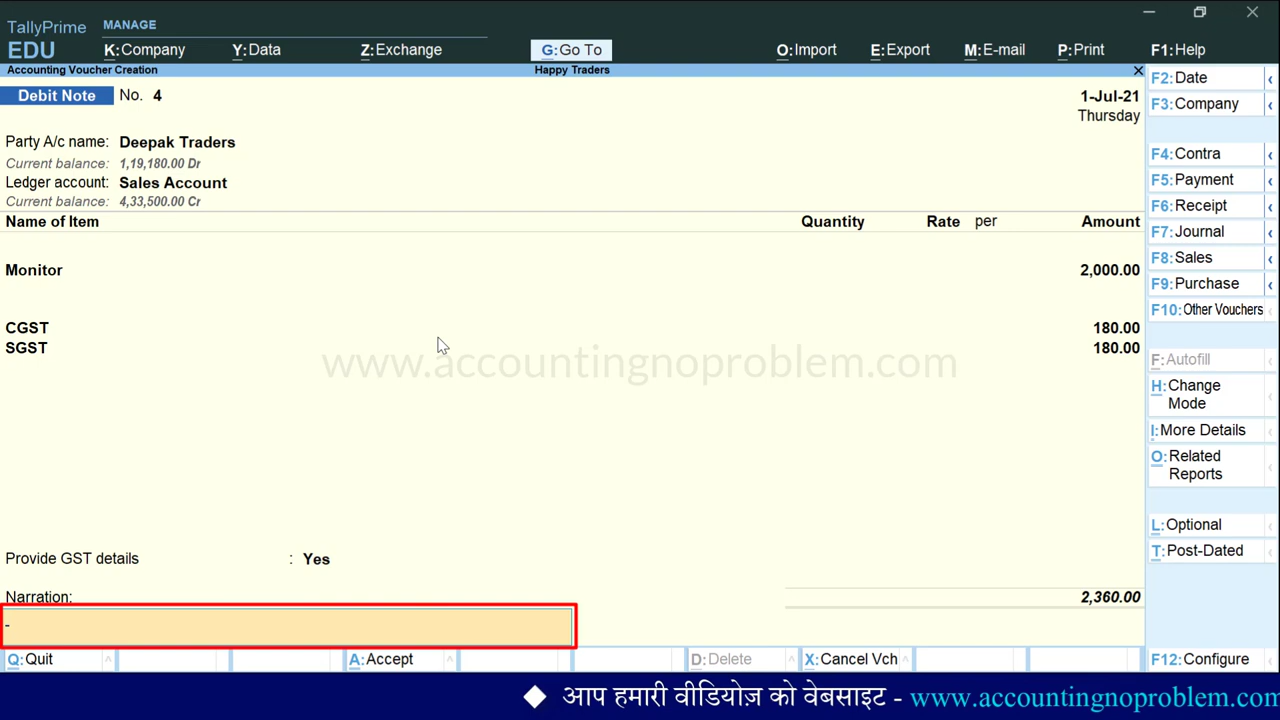 TallyPrime MANAGE
EDU K:Company Y:Data Z:Exchange G:Go To O:Import E:Export M:E-mail P:Print F1:Help
Accounting Voucher Creation Happy Traders
Debit Note No. 4 1-Jul-21
Thursday
Party A/c name: Deepak Traders
Current balance: 1,19,180.00 Dr
Ledger account: Sales Account
Current balance: 4,33,500.00 Cr
Name of Item Quantity Rate per Amount
Monitor 2,000.00
CGST 180.00
SGST 180.00
www.accountingnoproblem.com
Provide GST details : Yes
Narration: 2,360.00
Q:Quit A:Accept D:Delete X:Cancel Vch F12:Configure
F2:Date
F3:Company
F4:Contra
F5:Payment
F6:Receipt
F7:Journal
F8:Sales
F9:Purchase
F10:Other Vouchers
F:Autofill
H:Change
Mode
I:More Details
O:Related
Reports
L:Optional
T:Post-Dated
◆ आप हमारी वीडियोज़ को वेबसाइट - www.accountingnoproblem.com